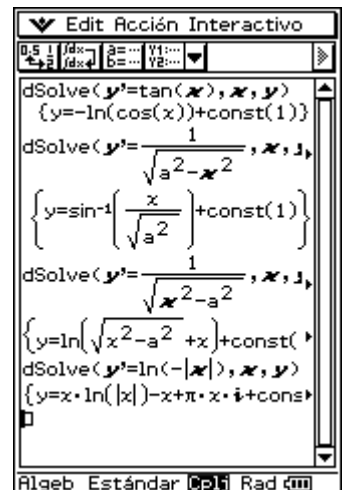 Edit Acción Interactivo
dSolve(y'=tan(x),x,y)
{y=-ln(cos(x))+const(1)}
dSolve(y'=1/√(a²-x²),x,
{y=sin⁻¹(x/√(a²))+const(1)}
dSolve(y'=1/√(x²-a²),x,
{y=ln(√(x²-a²)+x)+const(
dSolve(y'=ln(-|x|),x,y)
{y=x·ln(|x|)-x+π·x·i+cons
Algeb Estándar Cplj Rad